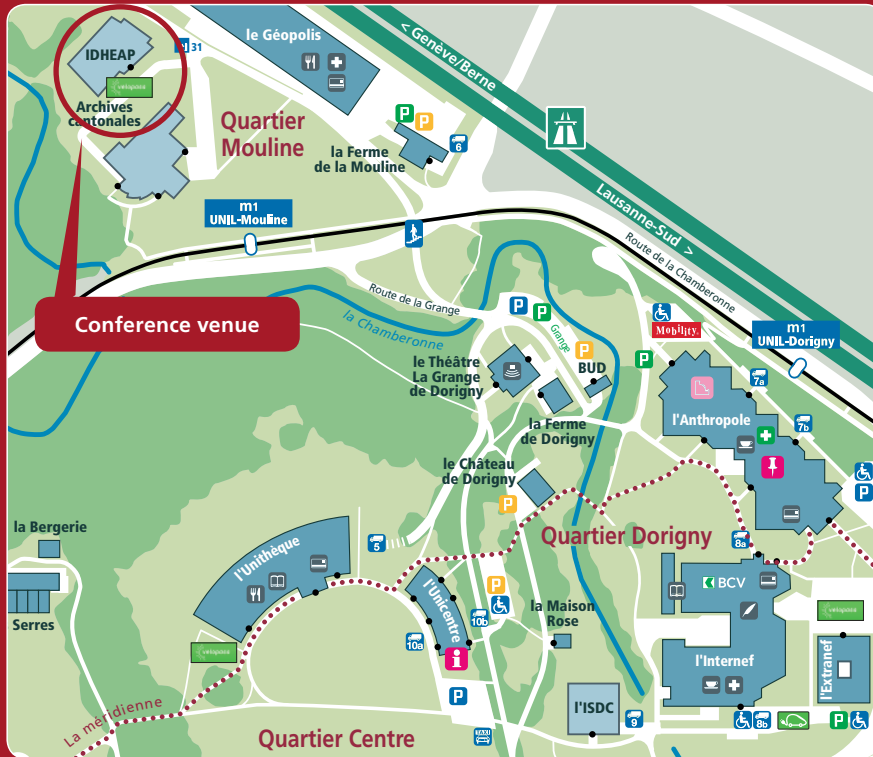 IDHEAP
31
le Géopolis
< Genève/Berne
velopass
Archives
cantonales
Quartier
Mouline
P
P
la Ferme
de la Mouline
6
Lausanne-Sud >
m1
UNIL-Mouline
Route de la Chamberonne
Conference venue
Route de la Grange
la Chamberonne
P
P
Grange
P
BUD
Mobility
m1
UNIL-Dorigny
P
le Théâtre
La Grange
de Dorigny
7a
l'Anthropole
7b
la Ferme
de Dorigny
le Château
de Dorigny
P
P
la Bergerie
Quartier Dorigny
5
8a
l'Unithèque
BCV
Serres
l'Unicentre
P
10b
la Maison
Rose
velopass
velopass
10a
i
l'Internef
l'Extranef
P
l'ISDC
9
8b
P
La méridienne
TAXI
Quartier Centre